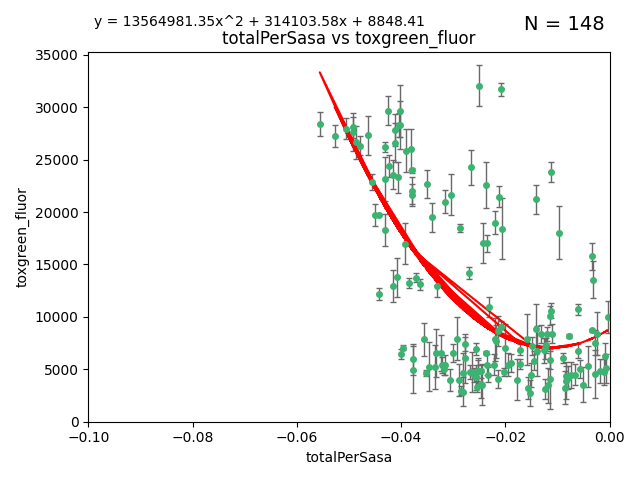 y = 13564981.35x^2 + 314103.58x + 8848.41
N = 148
totalPerSasa vs toxgreen_fluor
35000
30000
25000
20000
15000
10000
5000
0
toxgreen_fluor
−0.10
−0.08
−0.06
−0.04
−0.02
0.00
totalPerSasa